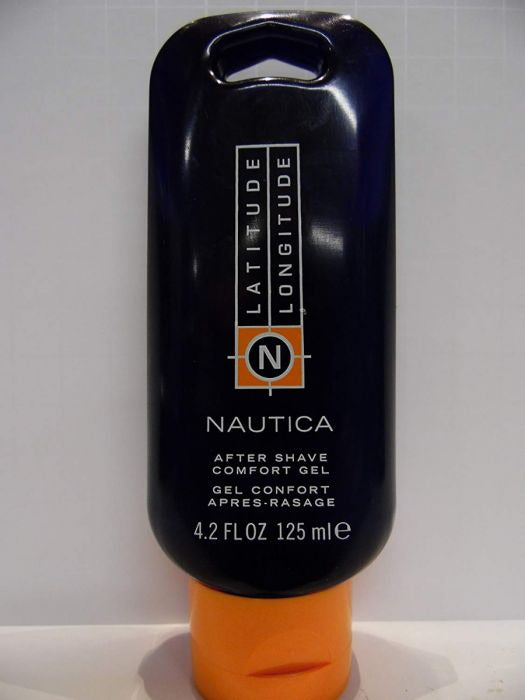 LATITUDE
LONGITUDE
N
NAUTICA
AFTER SHAVE
COMFORT GEL
GEL CONFORT
APRES-RASAGE
4.2 FL OZ 125 ml e